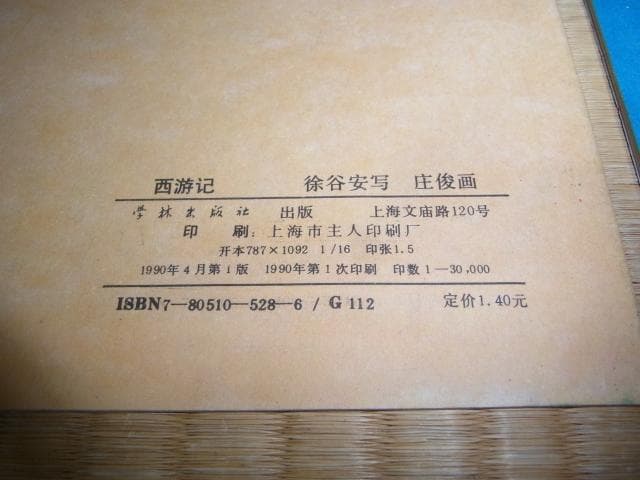 西游记 徐谷安写 庄俊画
学林出版社 出版 上海文庙路120号
印 刷：上海市主人印刷厂
开本787×1092 1/16 印张1.5
1990年4月第1版 1990年第1次印刷 印数1—30,000
ISBN7—80510—528—6 / G 112 定价1.40元